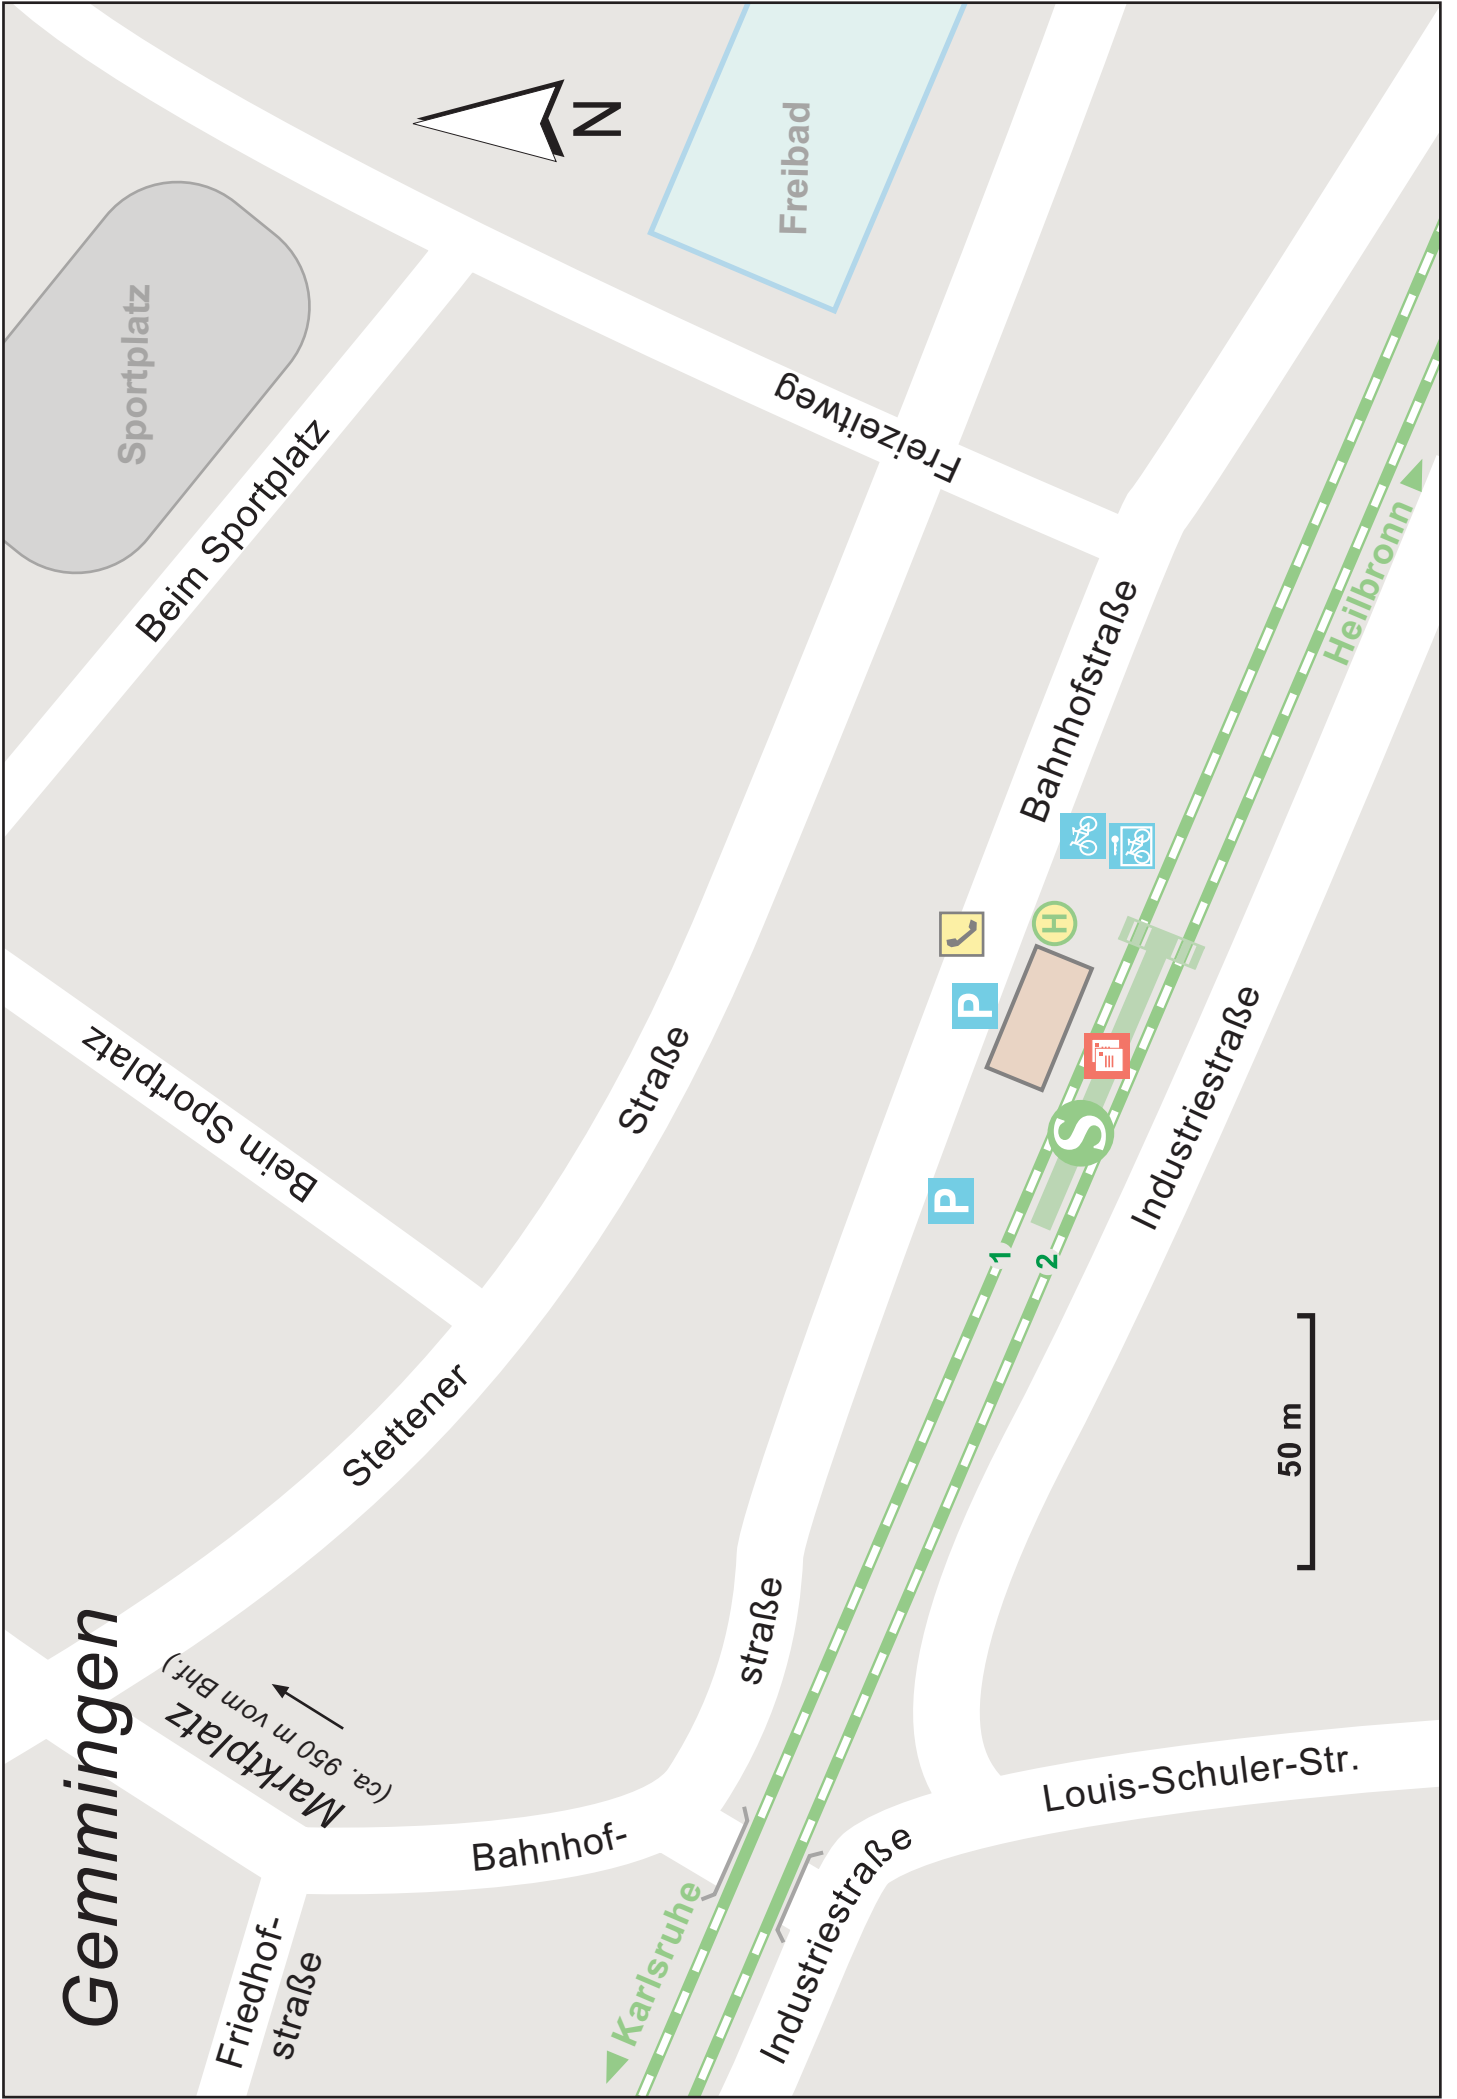 Gemmingen
Marktplatz
(ca. 950 m vom Bhf.)
Friedhof-
straße
Bahnhof-
straße
Stettener
Straße
Beim Sportplatz
Beim Sportplatz
Sportplatz
N
Freibad
Freizeitweg
Bahnhofstraße
P
P
H
S
1
2
Karlsruhe
Heilbronn
Industriestraße
Industriestraße
Louis-Schuler-Str.
50 m